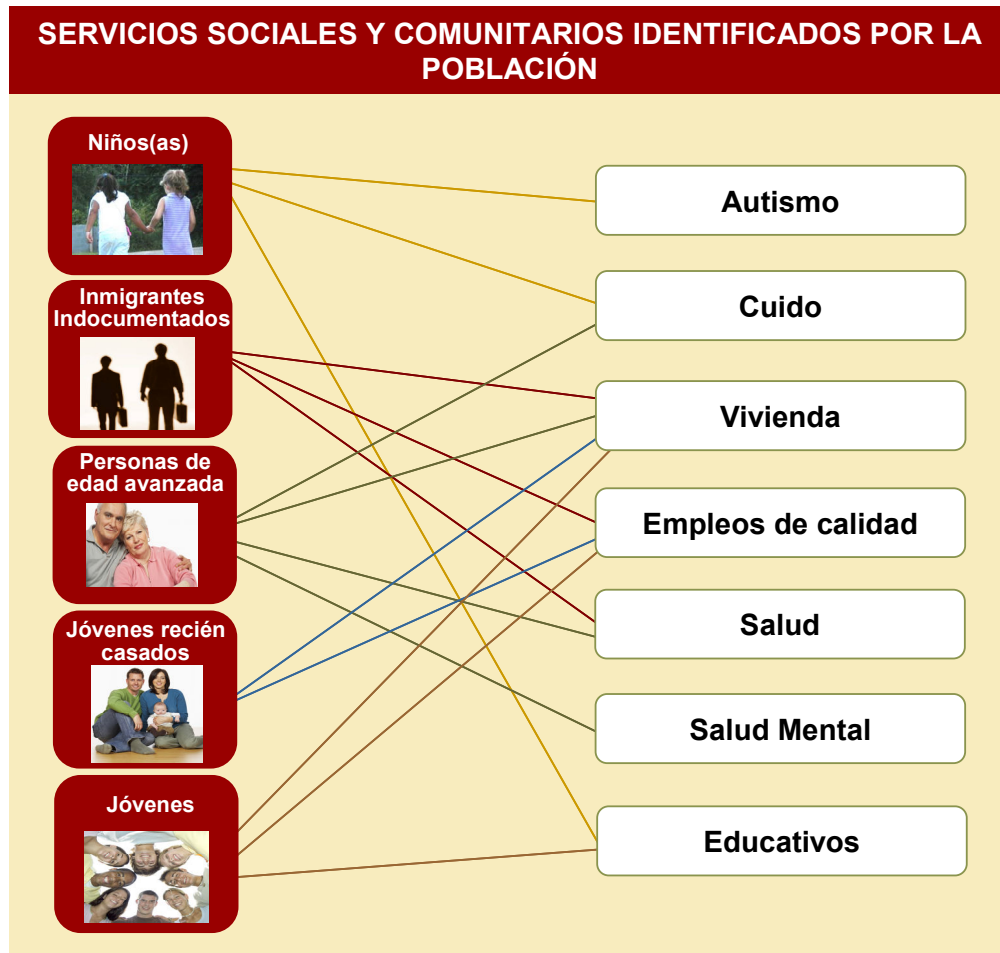 SERVICIOS SOCIALES Y COMUNITARIOS IDENTIFICADOS POR LA
POBLACIÓN
Niños(as)
Inmigrantes
Indocumentados
Personas de
edad avanzada
Jóvenes recién
casados
Jóvenes
Autismo
Cuido
Vivienda
Empleos de calidad
Salud
Salud Mental
Educativos